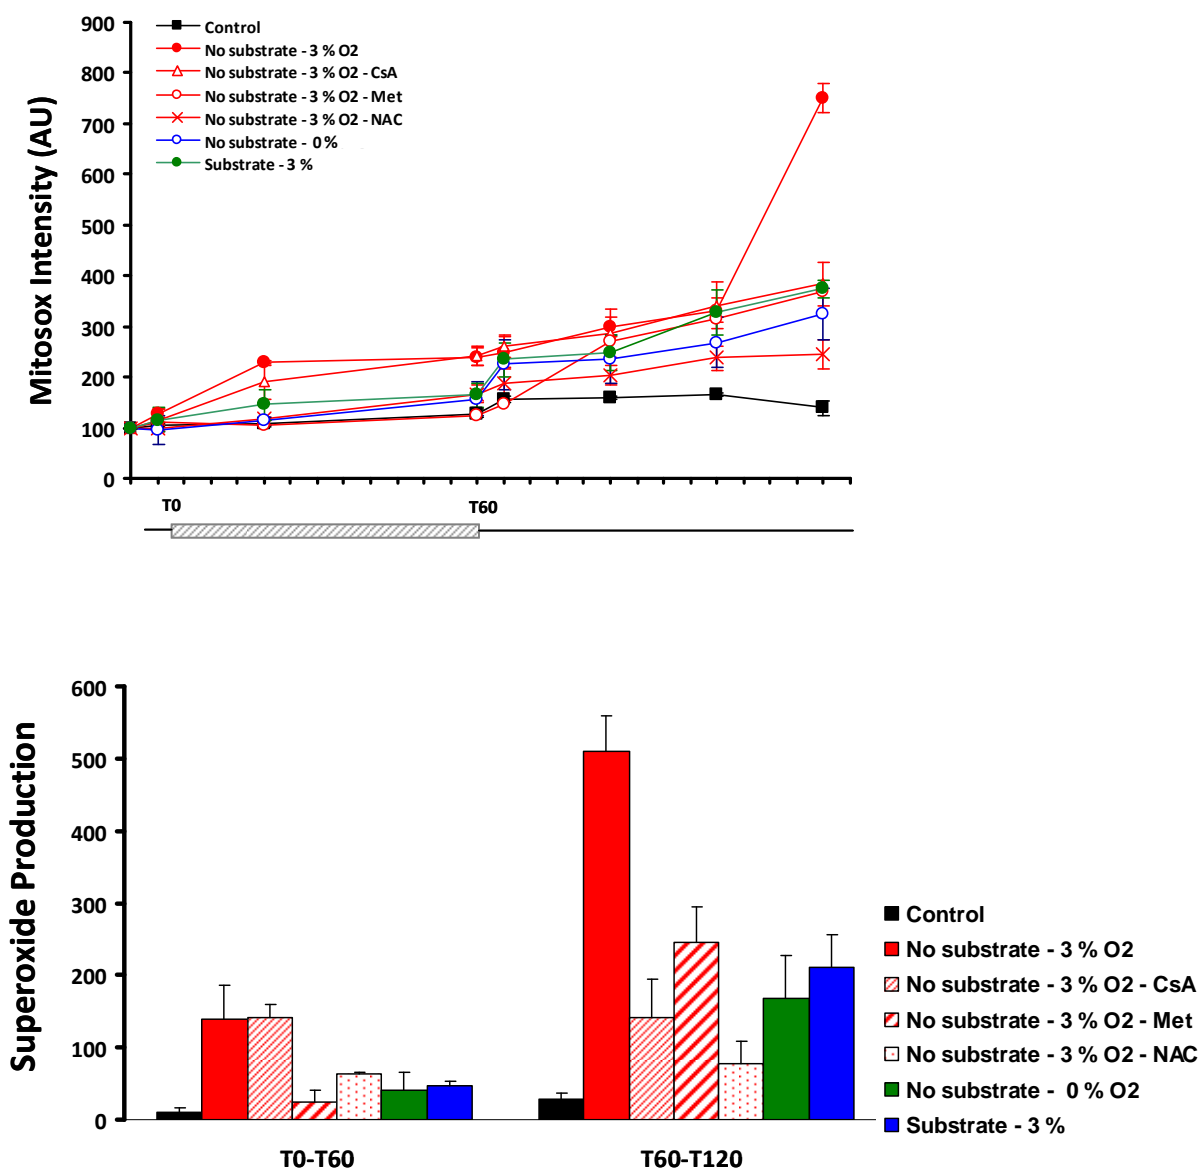 Mitosox Intensity (AU)
900
800
700
600
500
400
300
200
100
0
Control
No substrate - 3 % O2
No substrate - 3 % O2 - CsA
No substrate - 3 % O2 - Met
No substrate - 3 % O2 - NAC
No substrate - 0 %
Substrate - 3 %
T0
T60
Superoxide Production
600
500
400
300
200
100
0
T0-T60
T60-T120
Control
No substrate - 3 % O2
No substrate - 3 % O2 - CsA
No substrate - 3 % O2 - Met
No substrate - 3 % O2 - NAC
No substrate - 0 % O2
Substrate - 3 %